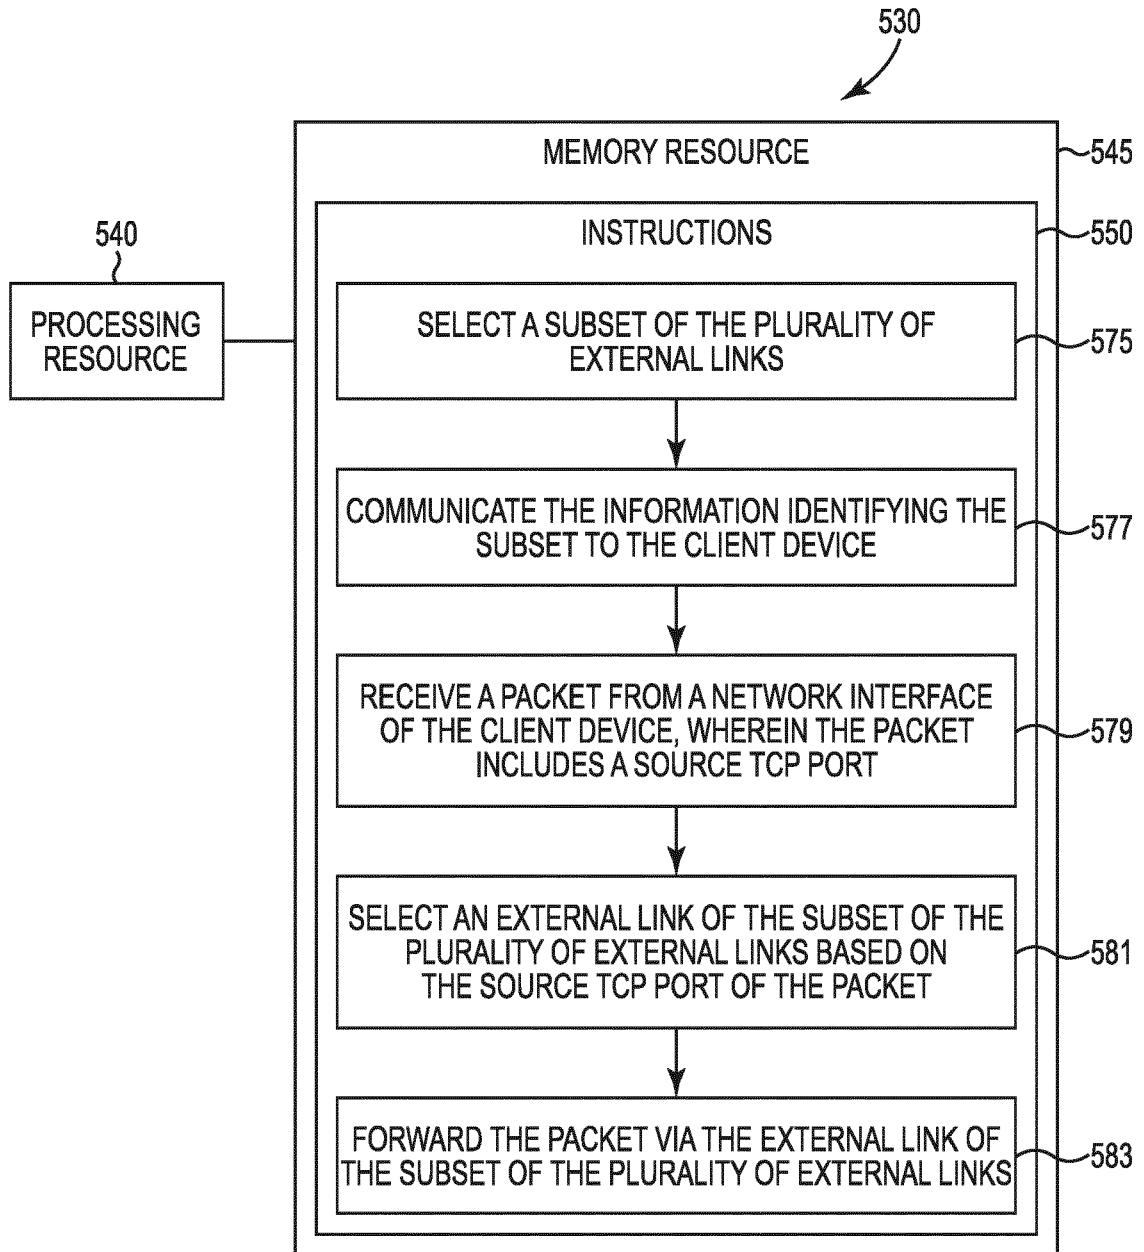 530
MEMORY RESOURCE
545
INSTRUCTIONS
550
540
PROCESSING
RESOURCE
SELECT A SUBSET OF THE PLURALITY OF
EXTERNAL LINKS
575
COMMUNICATE THE INFORMATION IDENTIFYING THE
SUBSET TO THE CLIENT DEVICE
577
RECEIVE A PACKET FROM A NETWORK INTERFACE
OF THE CLIENT DEVICE, WHEREIN THE PACKET
INCLUDES A SOURCE TCP PORT
579
SELECT AN EXTERNAL LINK OF THE SUBSET OF THE
PLURALITY OF EXTERNAL LINKS BASED ON
THE SOURCE TCP PORT OF THE PACKET
581
FORWARD THE PACKET VIA THE EXTERNAL LINK OF
THE SUBSET OF THE PLURALITY OF EXTERNAL LINKS
583